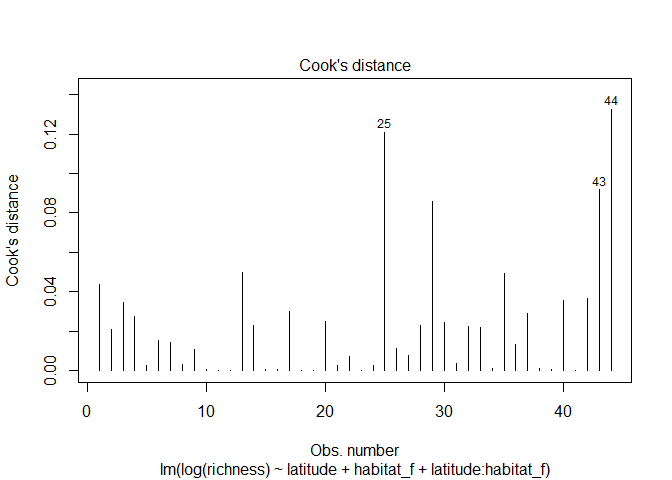 Cook's distance
44
25
43
0.12
0.08
0.04
0.00
Cook's distance
0 10 20 30 40
Obs. number
lm(log(richness) ~ latitude + habitat_f + latitude:habitat_f)